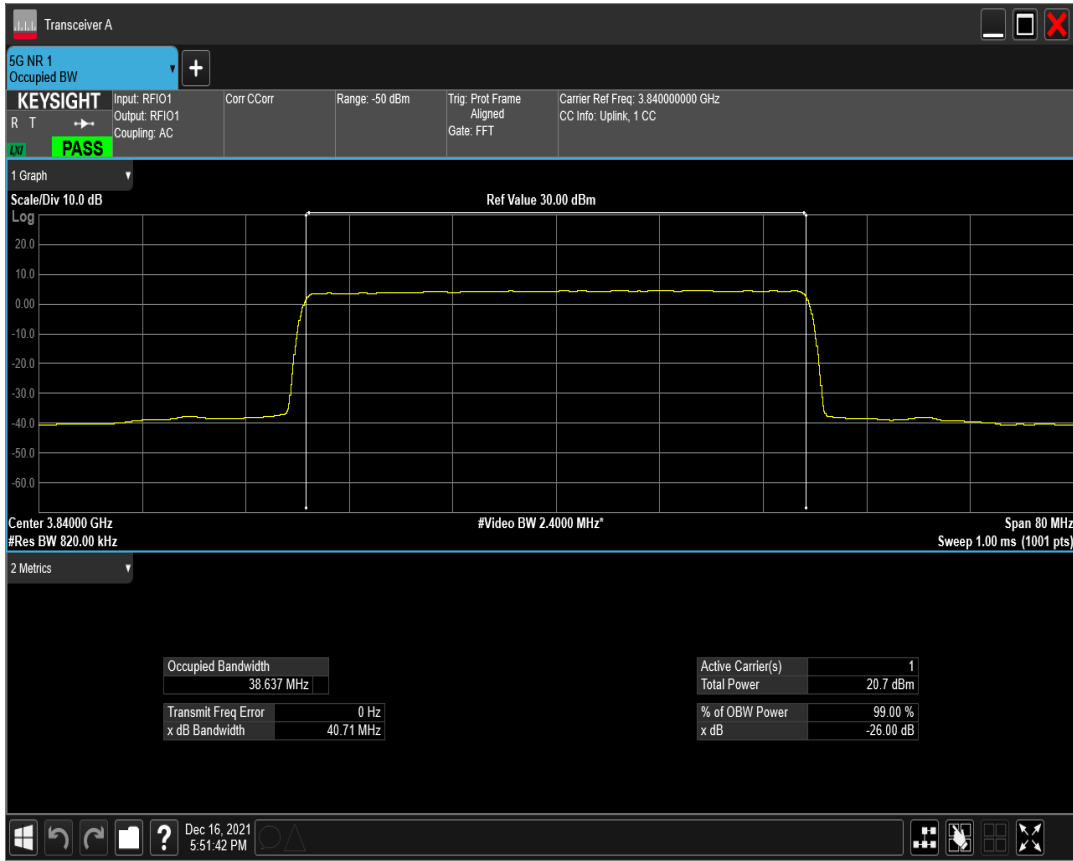 Transceiver A
5G NR 1
Occupied BW
+
KEYSIGHT
R T
LXI
PASS
Input: RFIO1
Output: RFIO1
Coupling: AC
Corr CCorr
Range: -50 dBm
Trig: Prot Frame
Aligned
Gate: FFT
Carrier Ref Freq: 3.840000000 GHz
CC Info: Uplink, 1 CC
1 Graph
Scale/Div 10.0 dB
Ref Value 30.00 dBm
Log
20.0
10.0
0.00
-10.0
-20.0
-30.0
-40.0
-50.0
-60.0
Center 3.84000 GHz
#Video BW 2.4000 MHz*
Span 80 MHz
#Res BW 820.00 kHz
Sweep 1.00 ms (1001 pts)
2 Metrics
Occupied Bandwidth
38.637 MHz
Transmit Freq Error 0 Hz
x dB Bandwidth 40.71 MHz
Active Carrier(s) 1
Total Power 20.7 dBm
% of OBW Power 99.00 %
x dB -26.00 dB
?
Dec 16, 2021
5:51:42 PM